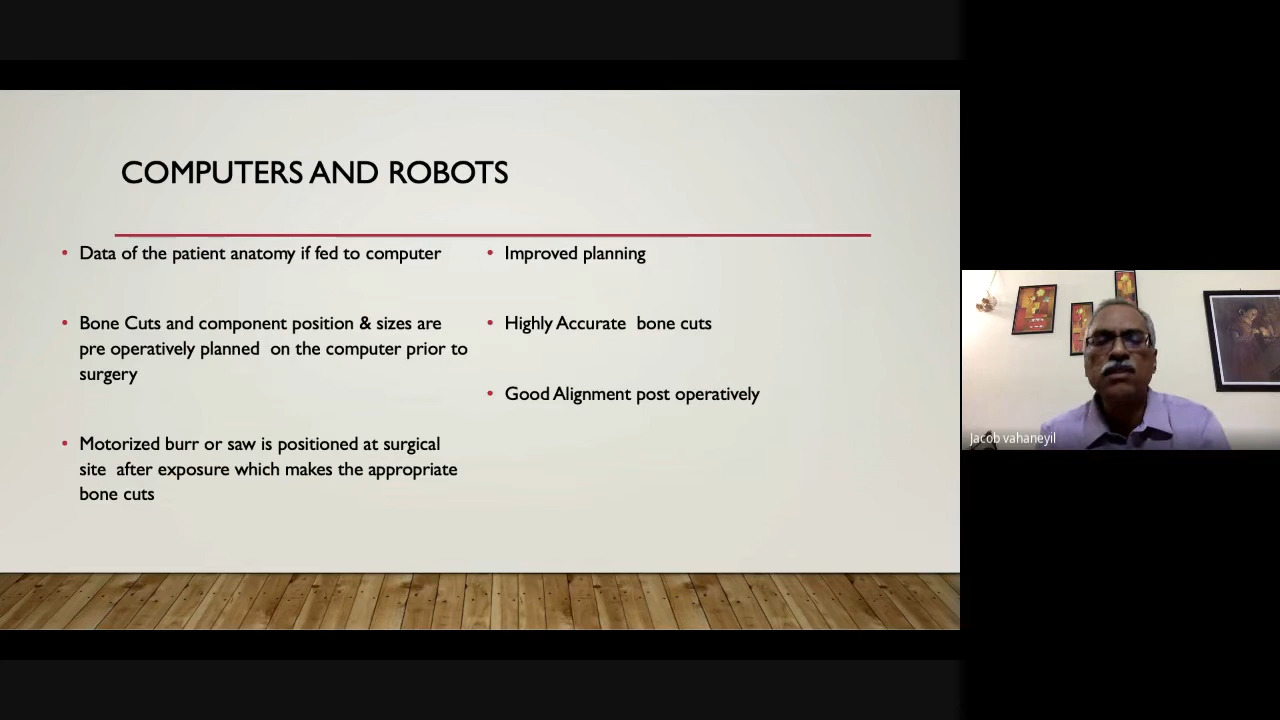 COMPUTERS AND ROBOTS
• Data of the patient anatomy if fed to computer
• Bone Cuts and component position & sizes are
pre operatively planned on the computer prior to
surgery
• Motorized burr or saw is positioned at surgical
site after exposure which makes the appropriate
bone cuts
• Improved planning
• Highly Accurate bone cuts
• Good Alignment post operatively
Jacob vahaneyil